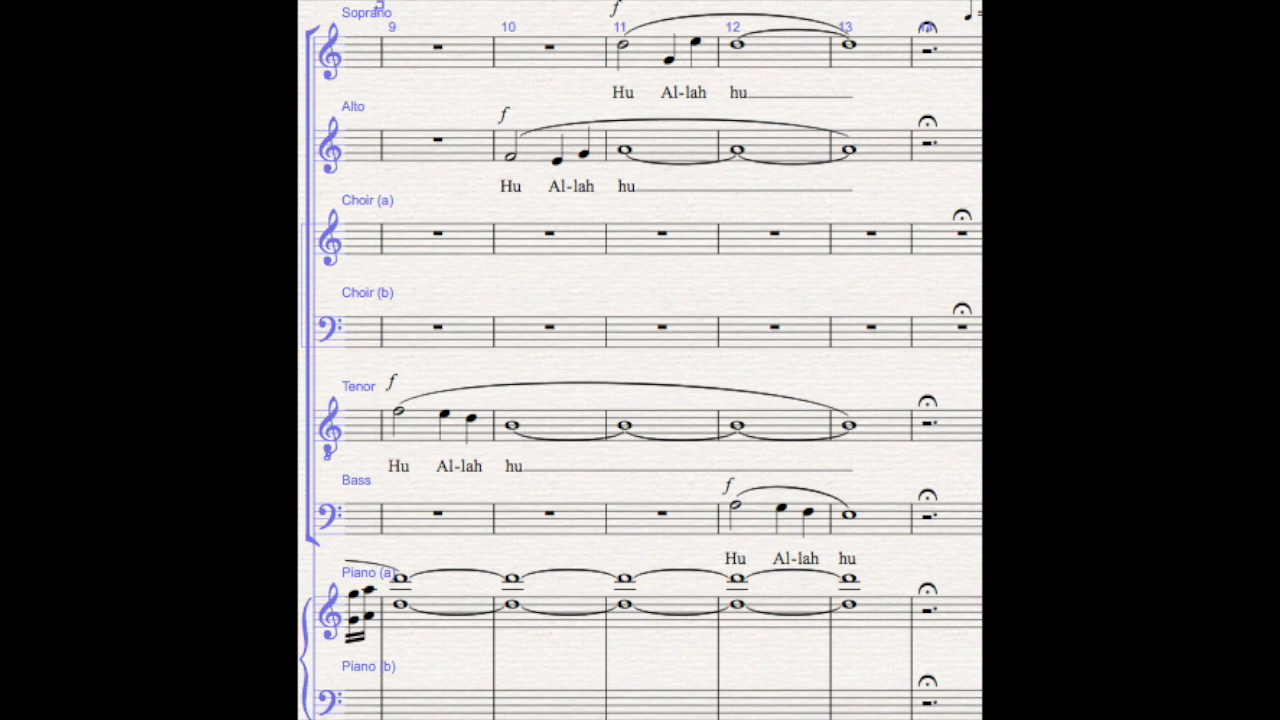 Soprano
f
9 10 11 12 13
Hu Al-lah hu
Alto
f
Hu Al-lah hu
Choir (a)
Choir (b)
Tenor
f
Hu Al-lah hu
Bass
f
Hu Al-lah hu
Piano (a)
Piano (b)